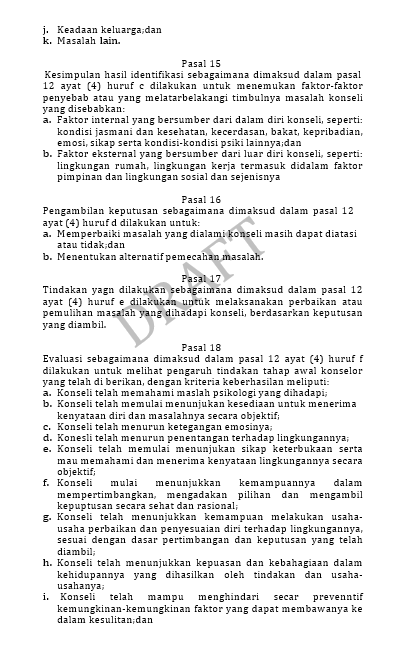 j. Keadaan keluarga;dan
k. Masalah lain.
Pasal 15
Kesimpulan hasil identifikasi sebagaimana dimaksud dalam pasal
12 ayat (4) huruf c dilakukan untuk menemukan faktor-faktor
penyebab atau yang melatarbelakangi timbulnya masalah konseli
yang disebabkan:
a. Faktor internal yang bersumber dari dalam diri konseli, seperti:
kondisi jasmani dan kesehatan, kecerdasan, bakat, kepribadian,
emosi, sikap serta kondisi-kondisi psiki lainnya;dan
b. Faktor eksternal yang bersumber dari luar diri konseli, seperti:
lingkungan rumah, lingkungan kerja termasuk didalam faktor
pimpinan dan lingkungan sosial dan sejenisnya
Pasal 16
Pengambilan keputusan sebagaimana dimaksud dalam pasal 12
ayat (4) huruf d dilakukan untuk:
a. Memperbaiki masalah yang dialami konseli masih dapat diatasi
atau tidak;dan
b. Menentukan alternatif pemecahan masalah.
Pasal 17
Tindakan yagn dilakukan sebagaimana dimaksud dalam pasal 12
ayat (4) huruf e dilakukan untuk melaksanakan perbaikan atau
pemulihan masalah yang dihadapi konseli, berdasarkan keputusan
yang diambil.
DRAFT
Pasal 18
Evaluasi sebagaimana dimaksud dalam pasal 12 ayat (4) huruf f
dilakukan untuk melihat pengaruh tindakan tahap awal konselor
yang telah di berikan, dengan kriteria keberhasilan meliputi:
a. Konseli telah memahami maslah psikologi yang dihadapi;
b. Konseli telah memulai menunjukan kesediaan untuk menerima
kenyataan diri dan masalahnya secara objektif;
c. Konseli telah menurun ketegangan emosinya;
d. Konesli telah menurun penentangan terhadap lingkungannya;
e. Konseli telah memulai menunjukan sikap keterbukaan serta
mau memahami dan menerima kenyataan lingkungannya secara
objektif;
f. Konseli mulai menunjukkan kemampuannya dalam
mempertimbangkan, mengadakan pilihan dan mengambil
kepuptusan secara sehat dan rasional;
g. Konseli telah menunjukkan kemampuan melakukan usaha-
usaha perbaikan dan penyesuaian diri terhadap lingkungannya,
sesuai dengan dasar pertimbangan dan keputusan yang telah
diambil;
h. Konseli telah menunjukkan kepuasan dan kebahagiaan dalam
kehidupannya yang dihasilkan oleh tindakan dan usaha-
usahanya;
i. Konseli telah mampu menghindari secar prevenntif
kemungkinan-kemungkinan faktor yang dapat membawanya ke
dalam kesulitan;dan